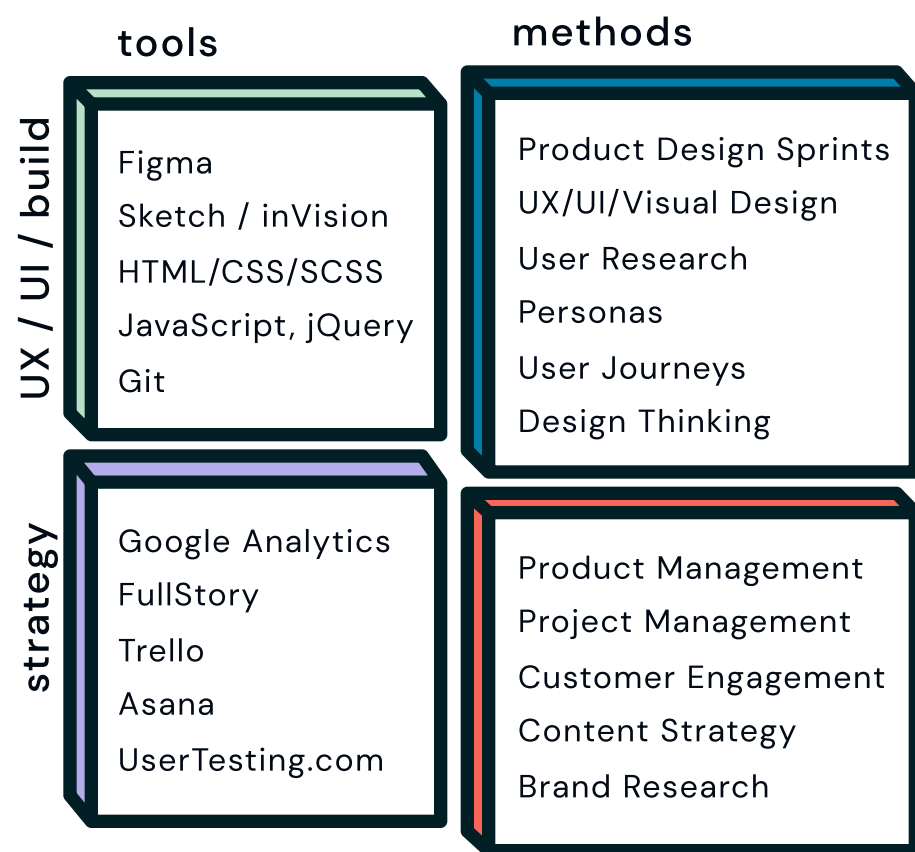 tools
methods
UX / UI / build
Figma
Sketch / inVision
HTML/CSS/SCSS
JavaScript, jQuery
Git
Product Design Sprints
UX/UI/Visual Design
User Research
Personas
User Journeys
Design Thinking
strategy
Google Analytics
FullStory
Trello
Asana
UserTesting.com
Product Management
Project Management
Customer Engagement
Content Strategy
Brand Research